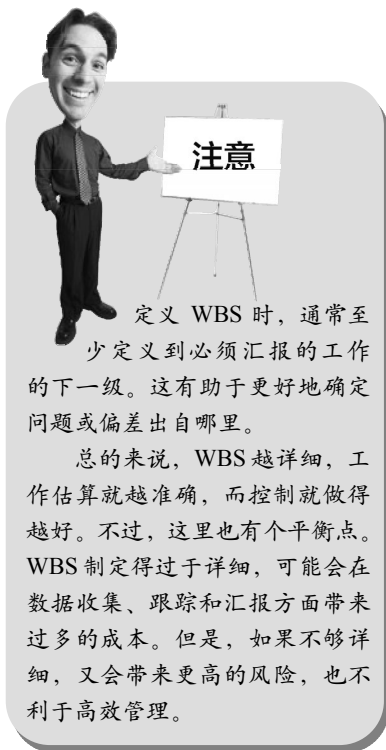 注意
定义 WBS 时，通常至
少定义到必须汇报的工作
的下一级。这有助于更好地确定
问题或偏差出自哪里。
总的来说，WBS 越详细，工
作估算就越准确，而控制就做得
越好。不过，这里也有个平衡点。
WBS 制定得过于详细，可能会在
数据收集、跟踪和汇报方面带来
过多的成本。但是，如果不够详
细，又会带来更高的风险，也不
利于高效管理。